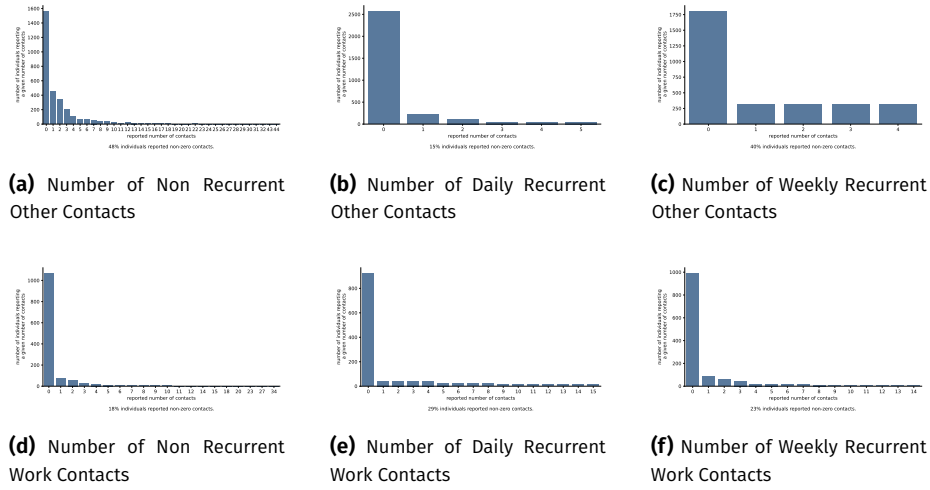 1600
1400
1200
1000
800
600
400
200
0
number of individuals reporting
a given number of contacts
0 1 2 3 4 5 6 7 8 9 10 11 12 13 14 15 16 17 18 19 20 21 22 23 24 25 26 27 28 29 30 31 32 43 44
reported number of contacts
48% individuals reported non-zero contacts.
2500
2000
1500
1000
500
0
number of individuals reporting
a given number of contacts
0 1 2 3 4 5
reported number of contacts
15% individuals reported non-zero contacts.
1750
1500
1250
1000
750
500
250
0
number of individuals reporting
a given number of contacts
0 1 2 3 4
reported number of contacts
40% individuals reported non-zero contacts.
(a) Number of Non Recurrent
Other Contacts
(b) Number of Daily Recurrent
Other Contacts
(c) Number of Weekly Recurrent
Other Contacts
1000
800
600
400
200
0
number of individuals reporting
a given number of contacts
0 1 2 3 4 5 6 7 8 9 10 11 12 14 15 18 20 23 27 34
reported number of contacts
18% individuals reported non-zero contacts.
800
600
400
200
0
number of individuals reporting
a given number of contacts
0 1 2 3 4 5 6 7 8 9 10 11 12 13 14 15
reported number of contacts
29% individuals reported non-zero contacts.
1000
800
600
400
200
0
number of individuals reporting
a given number of contacts
0 1 2 3 4 5 6 7 8 9 10 11 12 13 14
reported number of contacts
23% individuals reported non-zero contacts.
(d) Number of Non Recurrent
Work Contacts
(e) Number of Daily Recurrent
Work Contacts
(f) Number of Weekly Recurrent
Work Contacts